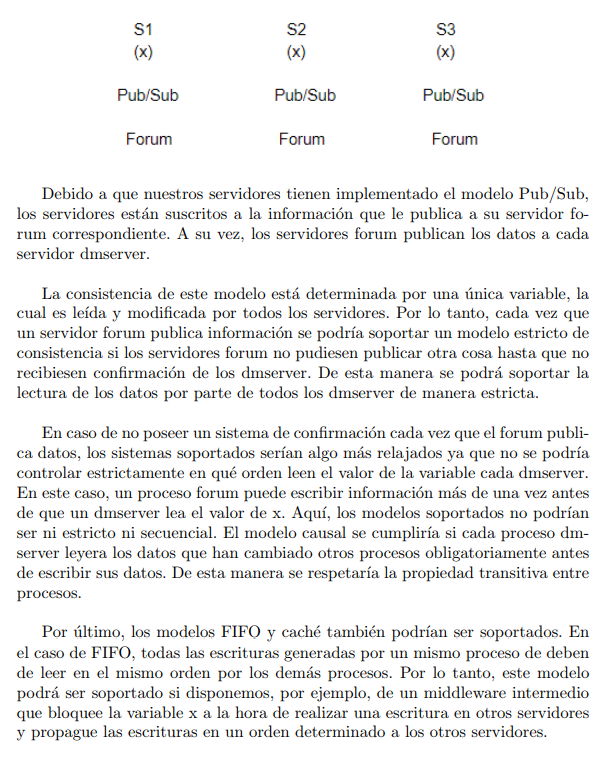 S1 S2 S3
(x) (x) (x)
Pub/Sub Pub/Sub Pub/Sub
Forum Forum Forum
Debido a que nuestros servidores tienen implementado el modelo Pub/Sub,
los servidores están suscritos a la información que le publica a su servidor fo-
rum correspondiente. A su vez, los servidores forum publican los datos a cada
servidor dmserver.
La consistencia de este modelo está determinada por una única variable, la
cual es leída y modificada por todos los servidores. Por lo tanto, cada vez que
un servidor forum publica información se podría soportar un modelo estricto de
consistencia si los servidores forum no pudiesen publicar otra cosa hasta que no
recibiesen confirmación de los dmserver. De esta manera se podrá soportar la
lectura de los datos por parte de todos los dmserver de manera estricta.
En caso de no poseer un sistema de confirmación cada vez que el forum publi-
ca datos, los sistemas soportados serían algo más relajados ya que no se podría
controlar estrictamente en qué orden leen el valor de la variable cada dmserver.
En este caso, un proceso forum puede escribir información más de una vez antes
de que un dmserver lea el valor de x. Aquí, los modelos soportados no podrían
ser ni estricto ni secuencial. El modelo causal se cumpliría si cada proceso dm-
server leyera los datos que han cambiado otros procesos obligatoriamente antes
de escribir sus datos. De esta manera se respetaría la propiedad transitiva entre
procesos.
Por último, los modelos FIFO y caché también podrían ser soportados. En
el caso de FIFO, todas las escrituras generadas por un mismo proceso de deben
de leer en el mismo orden por los demás procesos. Por lo tanto, este modelo
podrá ser soportado si disponemos, por ejemplo, de un middleware intermedio
que bloquee la variable x a la hora de realizar una escritura en otros servidores
y propague las escrituras en un orden determinado a los otros servidores.